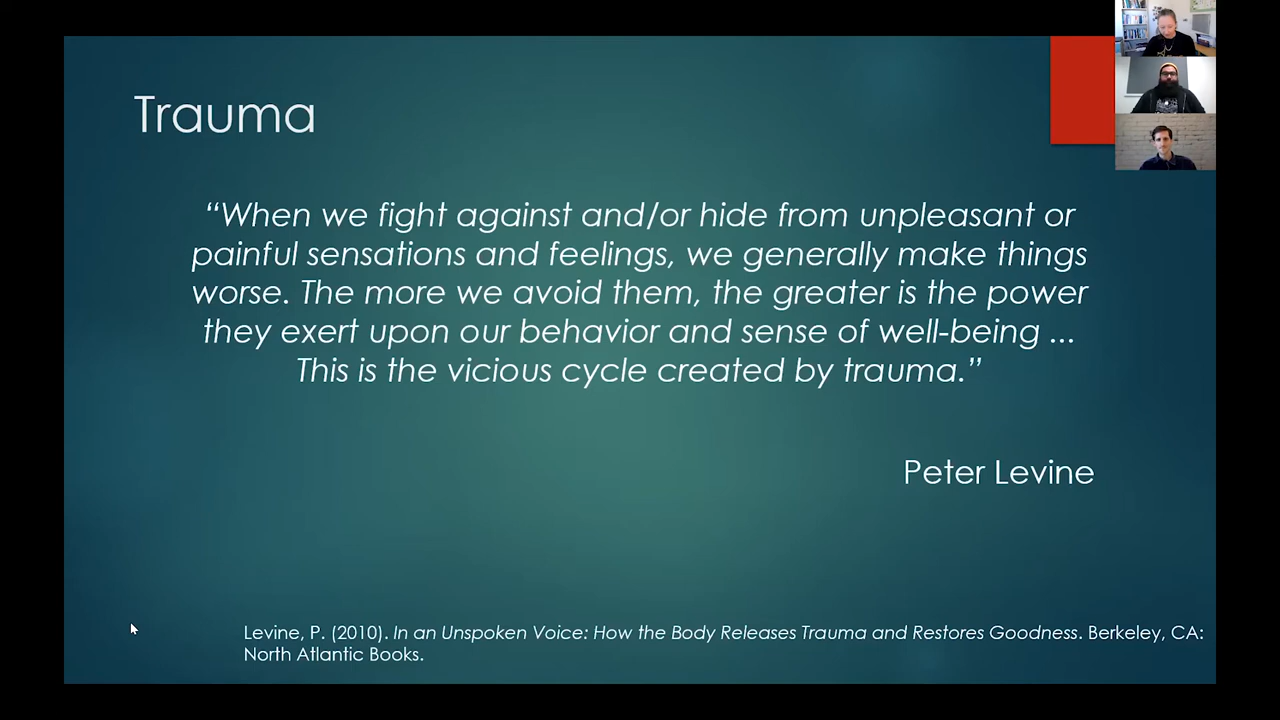 Trauma
“When we fight against and/or hide from unpleasant or
painful sensations and feelings, we generally make things
worse. The more we avoid them, the greater is the power
they exert upon our behavior and sense of well-being ...
This is the vicious cycle created by trauma.”
Peter Levine
Levine, P. (2010). In an Unspoken Voice: How the Body Releases Trauma and Restores Goodness. Berkeley, CA:
North Atlantic Books.